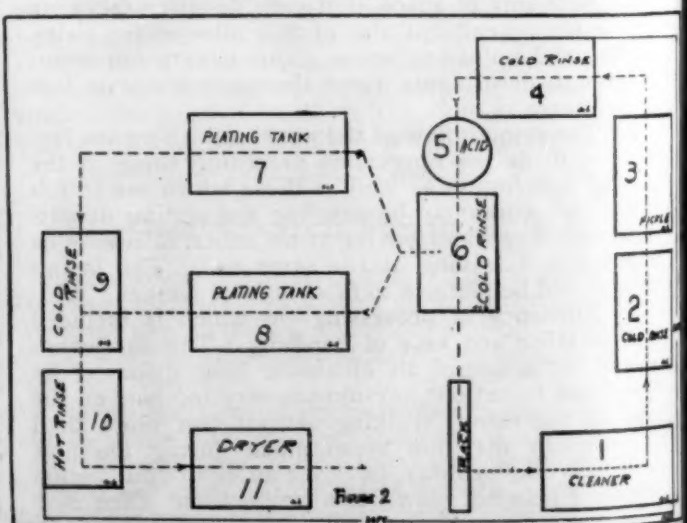 COLD RINSE
4
PLATING TANK
7
5 ACID
3
PICKLE
6
COLD RINSE
9
COLD RINSE
PLATING TANK
8
2
COLD RINSE
HOT RINSE
10
DRYER
11
RACK
1
CLEANER
FIGURE 2